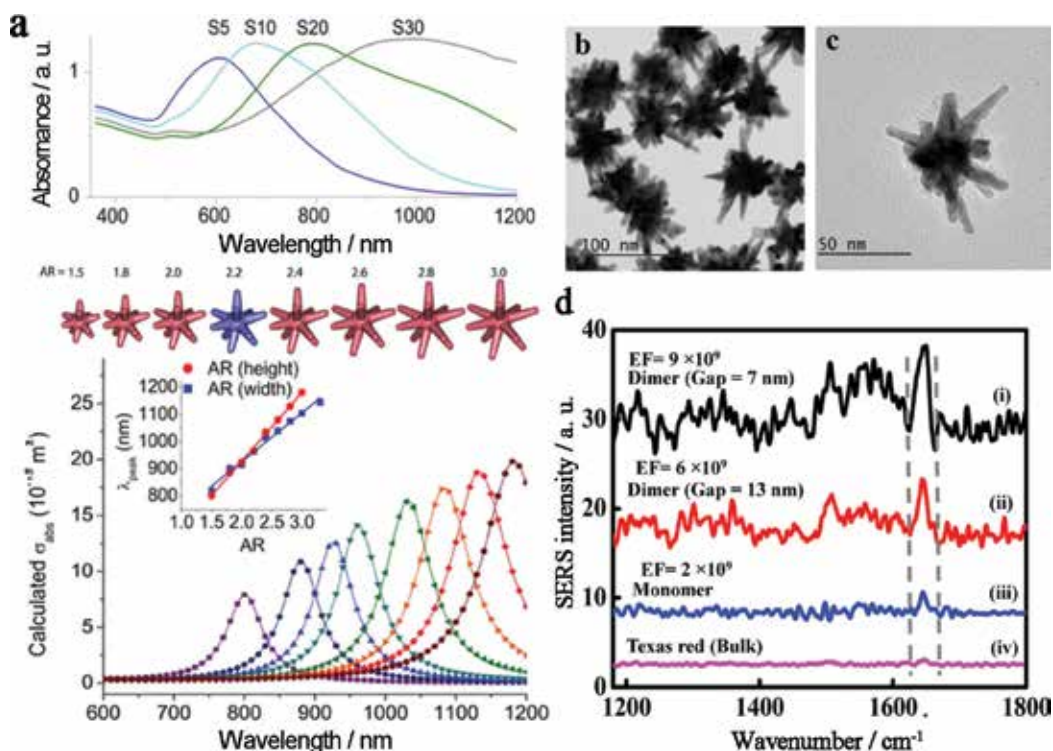 a
S5 S10 S20 S30
Absormance / a. u.
1
0
400 600 800 1000 1200
Wavelength / nm
AR = 1.5 1.8 2.0 2.2 2.4 2.6 2.8 3.0
AR (height)
AR (width)
1200
1100
1000
900
800
λpeak (nm)
1.0 1.5 2.0 2.5 3.0
AR
25
20
15
10
5
0
Calculated σabs
600 700 800 900 1000 1100 1200
Wavelength / nm
b
100 nm
c
50 nm
d
40
30
20
10
0
SERS intensity / a. u.
EF= 9 ×10⁹
Dimer (Gap = 7 nm)
(i)
EF= 6 ×10⁹
Dimer (Gap = 13 nm)
(ii)
EF= 2 ×10⁹
Monomer
(iii)
Texas red (Bulk)
(iv)
1200 1400 1600 1800
Wavenumber / cm⁻¹